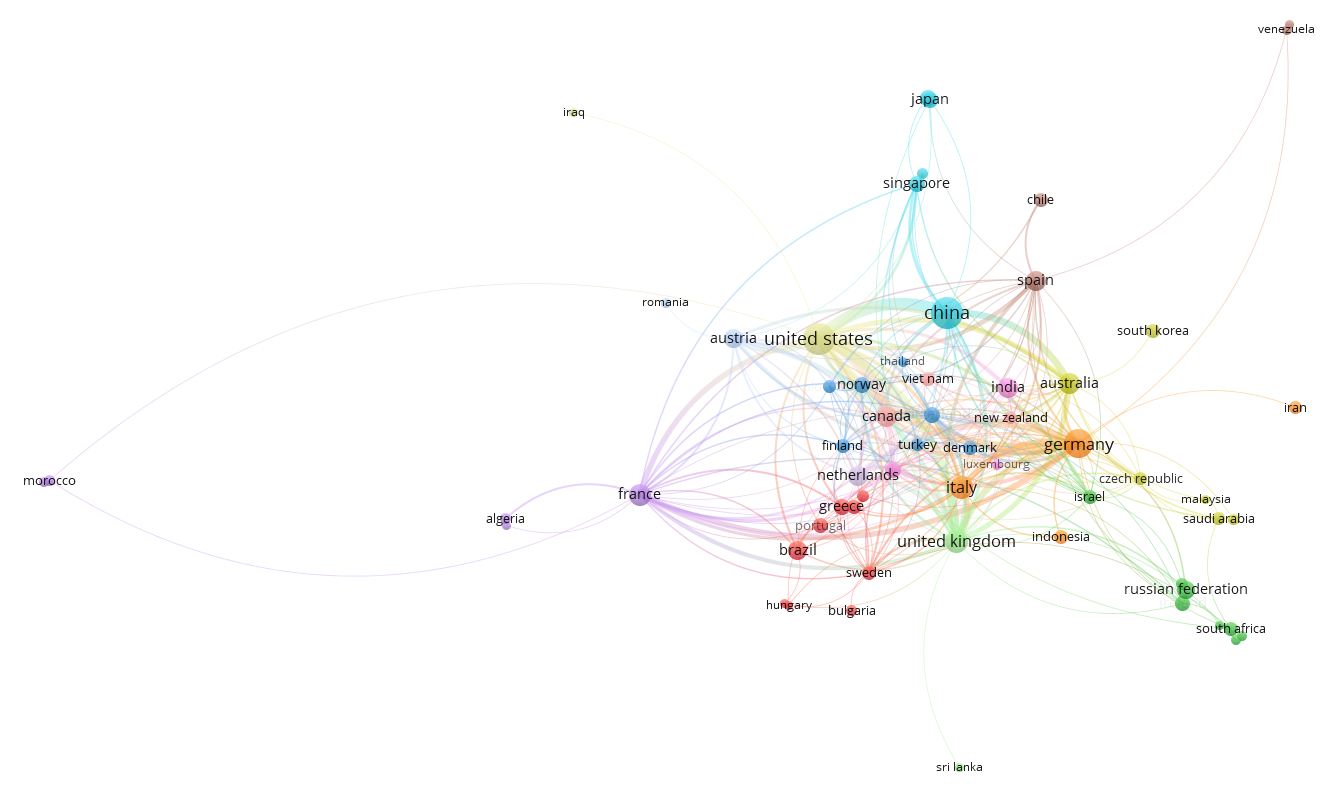 venezuela
japan
iraq
singapore
chile
spain
romania
china
south korea
austria
united states
thailand
viet nam
norway
india
australia
iran
canada
new zealand
finland
turkey
denmark
germany
luxembourg
netherlands
czech republic
morocco
italy
france
israel
malaysia
greece
algeria
saudi arabia
portugal
indonesia
united kingdom
brazil
sweden
russian federation
hungary
bulgaria
south africa
sri lanka